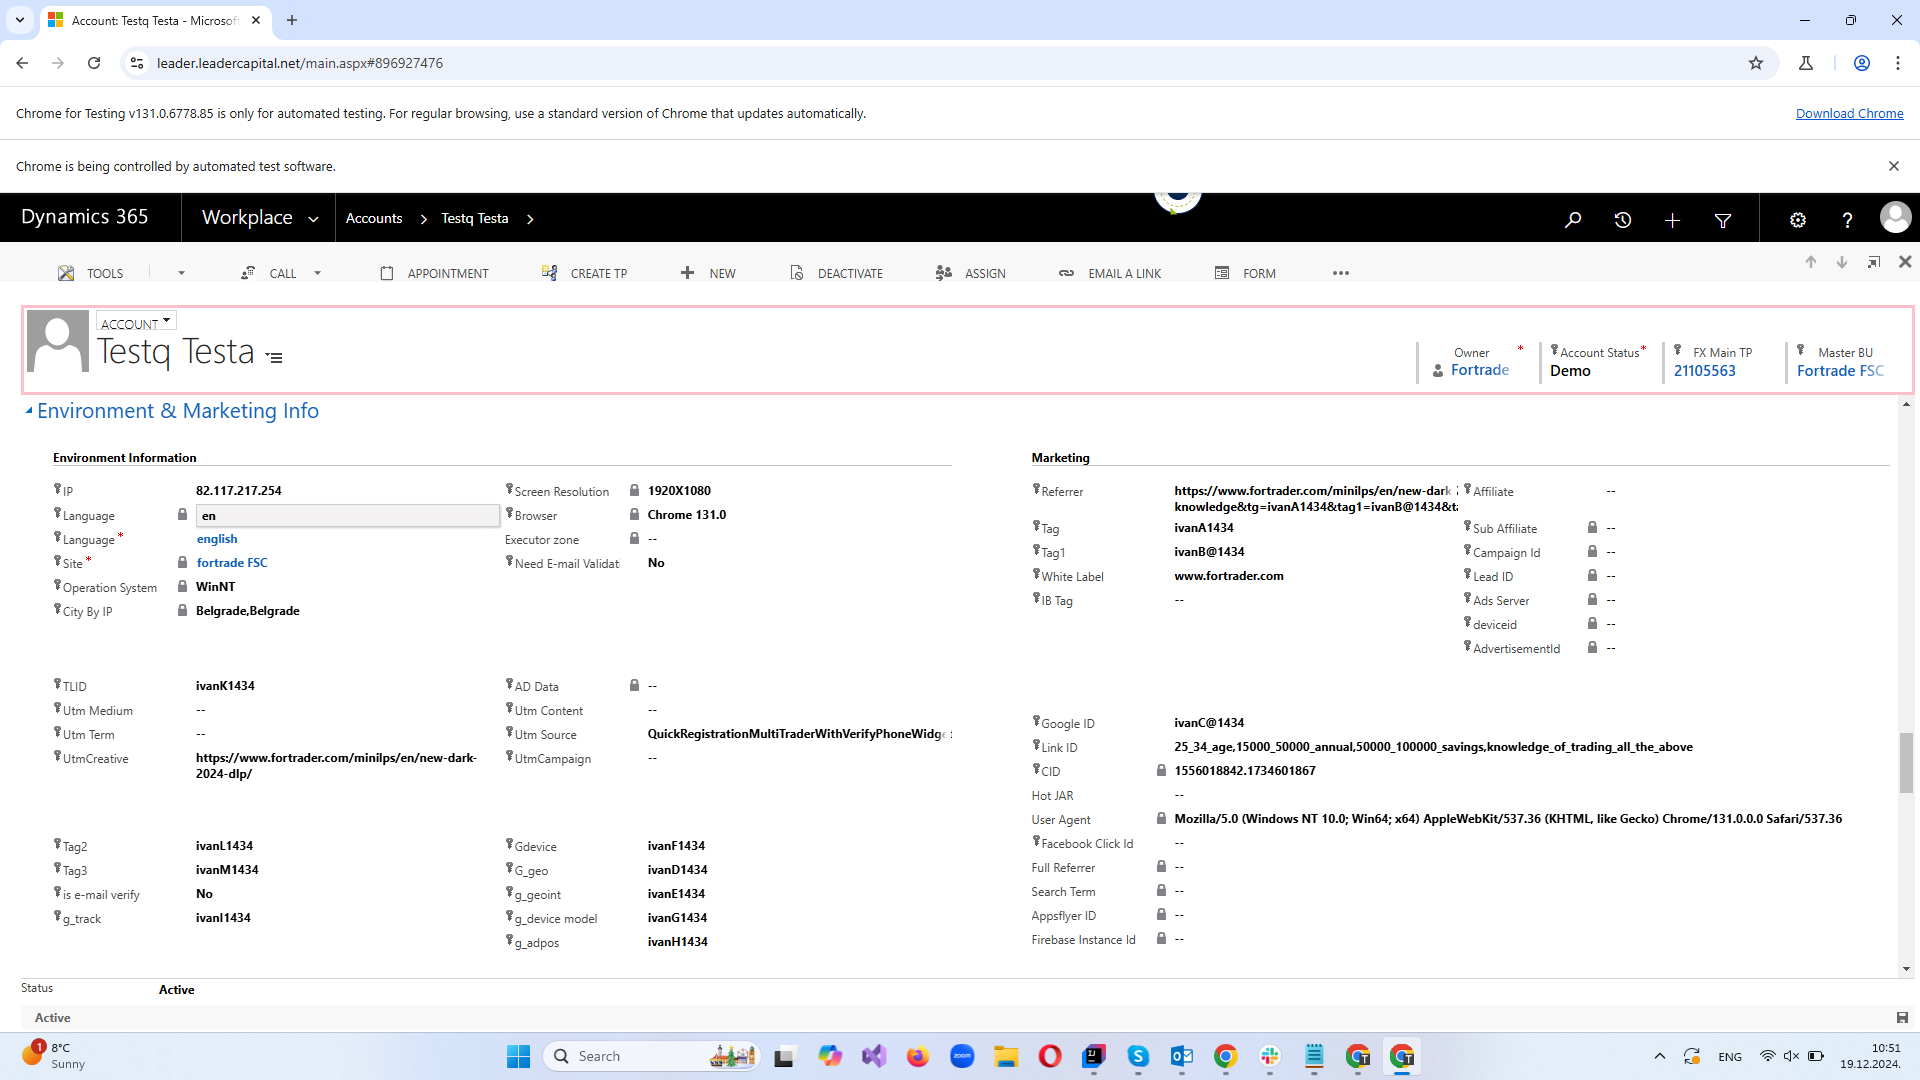 Account: Testq Testa - Microsof
leader.leadercapital.net/main.aspx#896927476
Chrome for Testing v131.0.6778.85 is only for automated testing. For regular browsing, use a standard version of Chrome that updates automatically.
Download Chrome
Chrome is being controlled by automated test software.
Dynamics 365
Workplace
Accounts
Testq Testa
TOOLS
CALL
APPOINTMENT
CREATE TP
NEW
DEACTIVATE
ASSIGN
EMAIL A LINK
FORM
ACCOUNT
Testq Testa
Owner *
Fortrade
Account Status *
Demo
FX Main TP
21105563
Master BU
Fortrade FSC
Environment & Marketing Info
Environment Information
IP 82.117.217.254
Language en
Language * english
Site * fortrade FSC
Operation System WinNT
City By IP Belgrade,Belgrade
Screen Resolution 1920X1080
Browser Chrome 131.0
Executor zone --
Need E-mail Validat No
TLID ivanK1434
Utm Medium --
Utm Term --
UtmCreative https://www.fortrader.com/minilps/en/new-dark-
2024-dlp/
AD Data --
Utm Content --
Utm Source QuickRegistrationMultiTraderWithVerifyPhoneWidge
UtmCampaign --
Tag2 ivanL1434
Tag3 ivanM1434
is e-mail verify No
g_track ivanI1434
Gdevice ivanF1434
G_geo ivanD1434
g_geoint ivanE1434
g_device model ivanG1434
g_adpos ivanH1434
Marketing
Referrer https://www.fortrader.com/minilps/en/new-dark
knowledge&tg=ivanA1434&tag1=ivanB@1434&ta
Tag ivanA1434
Tag1 ivanB@1434
White Label www.fortrader.com
IB Tag --
Affiliate --
Sub Affiliate --
Campaign Id --
Lead ID --
Ads Server --
deviceid --
AdvertisementId --
Google ID ivanC@1434
Link ID 25_34_age,15000_50000_annual,50000_100000_savings,knowledge_of_trading_all_the_above
CID 1556018842.1734601867
Hot JAR --
User Agent Mozilla/5.0 (Windows NT 10.0; Win64; x64) AppleWebKit/537.36 (KHTML, like Gecko) Chrome/131.0.0.0 Safari/537.36
Facebook Click Id --
Full Referrer --
Search Term --
Appsflyer ID --
Firebase Instance Id --
Status Active
Active
1
8°C
Sunny
Search
zoom
ENG
10:51
19.12.2024.